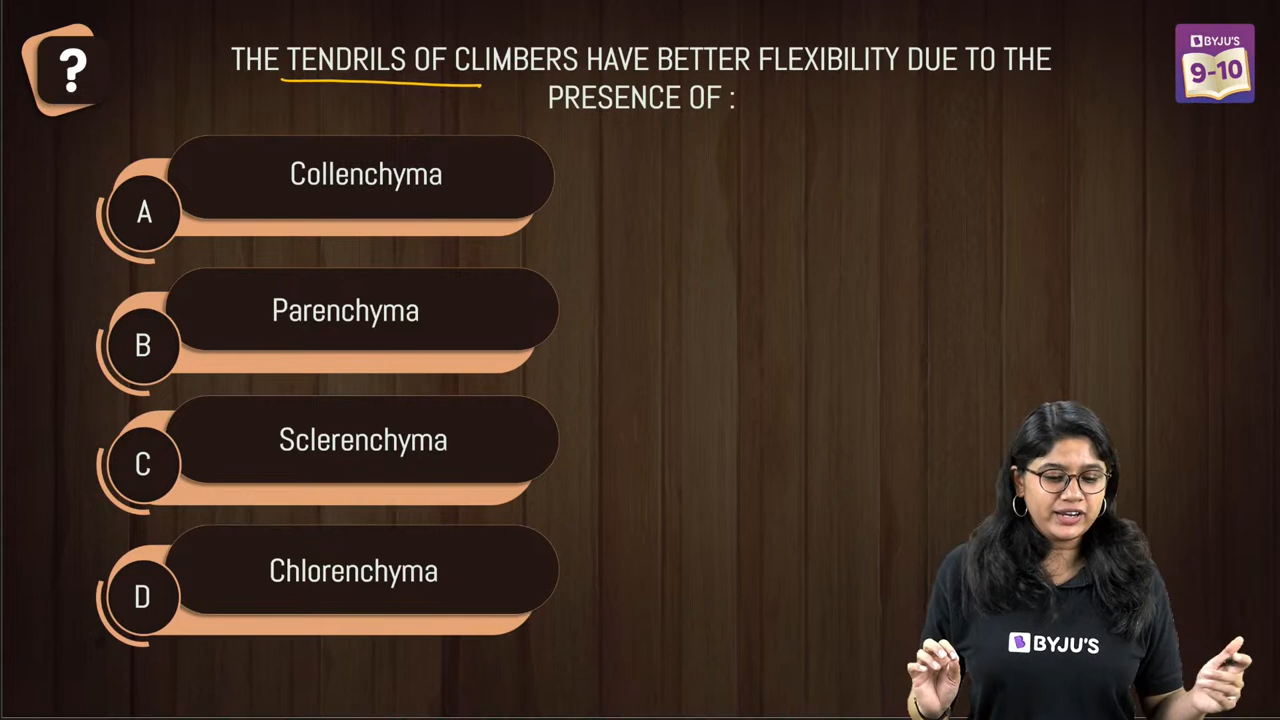 ?
THE TENDRILS OF CLIMBERS HAVE BETTER FLEXIBILITY DUE TO THE
PRESENCE OF :
BYJU'S
9-10
A
Collenchyma
B
Parenchyma
C
Sclerenchyma
D
Chlorenchyma
BYJU'S